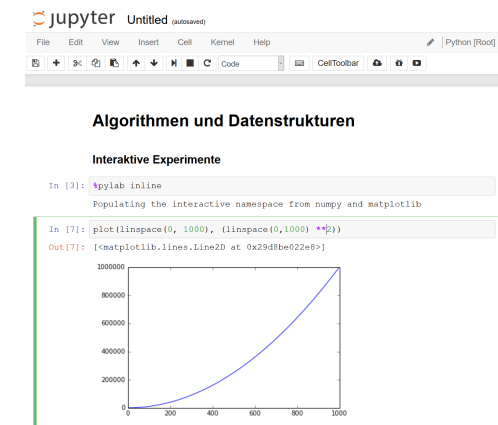 jupyter Untitled (autosaved)
File Edit View Insert Cell Kernel Help Python [Root]
Code CellToolbar
Algorithmen und Datenstrukturen
Interaktive Experimente
In [3]: %pylab inline
Populating the interactive namespace from numpy and matplotlib
In [7]: plot(linspace(0, 1000), (linspace(0,1000) **2))
Out[7]: [<matplotlib.lines.Line2D at 0x29d8be022e8>]
1000000
800000
600000
400000
200000
0
0 200 400 600 800 1000